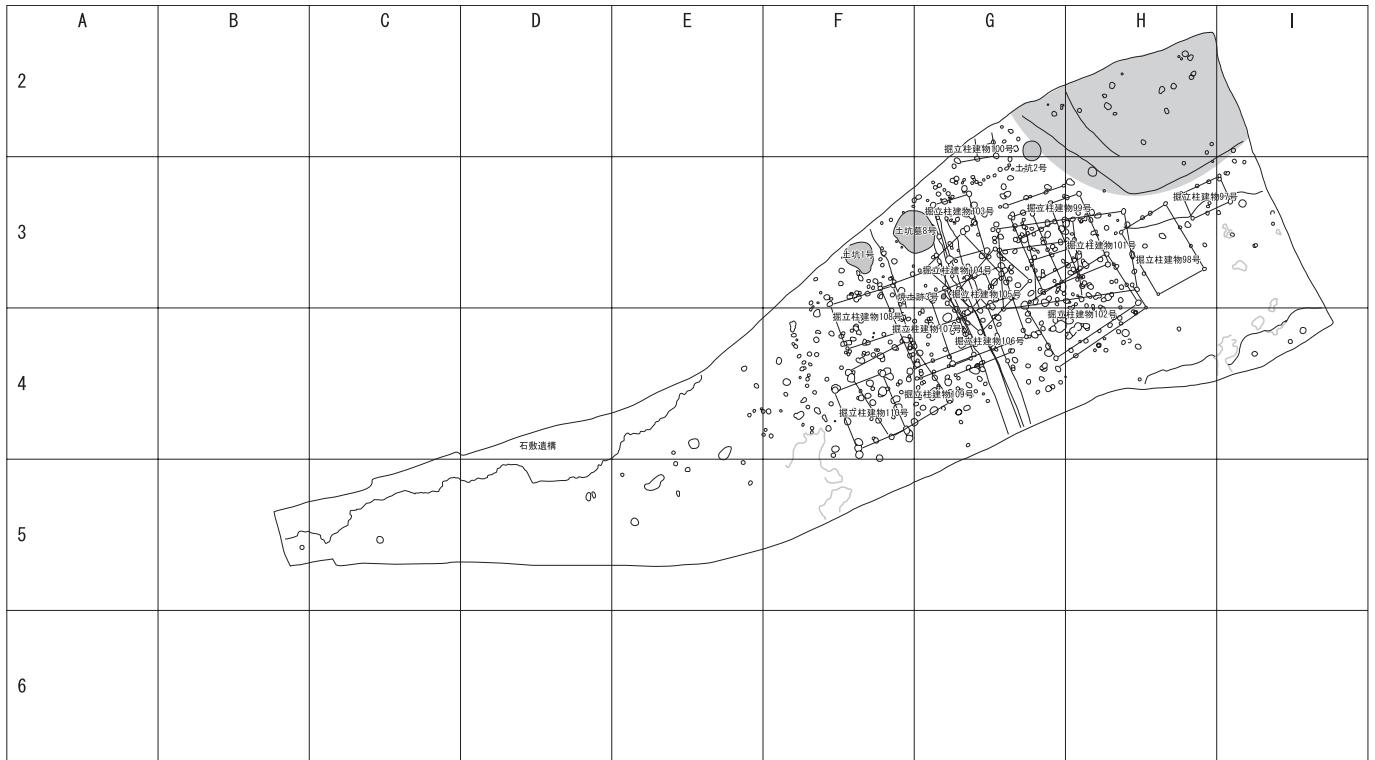 A B C D E F G H I
2
3
4
5
6
掘立柱建物100号
土坑2号
掘立柱建物97号
掘立柱建物103号
掘立柱建物99号
土坑墓8号
掘立柱建物101号
土坑1号
掘立柱建物98号
掘立柱建物104号
焼土跡3号
掘立柱建物105号
掘立柱建物108号
掘立柱建物102号
掘立柱建物107号
掘立柱建物106号
掘立柱建物109号
掘立柱建物110号
石敷遺構